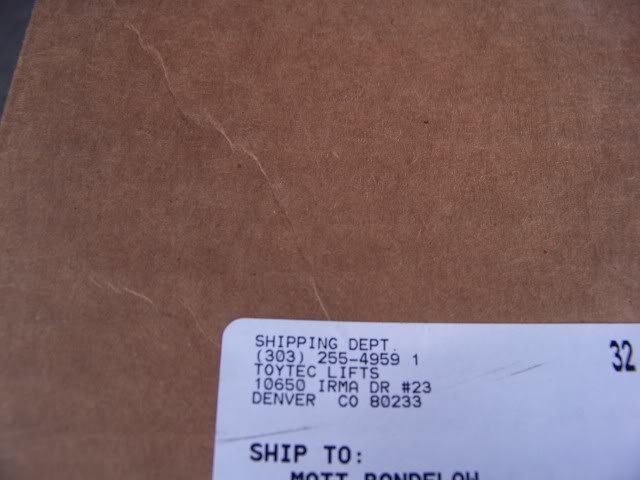 SHIPPING DEPT.
(303) 255-4959 1
TOYTEC LIFTS
10650 IRMA DR #23
DENVER CO 80233
32
SHIP TO: